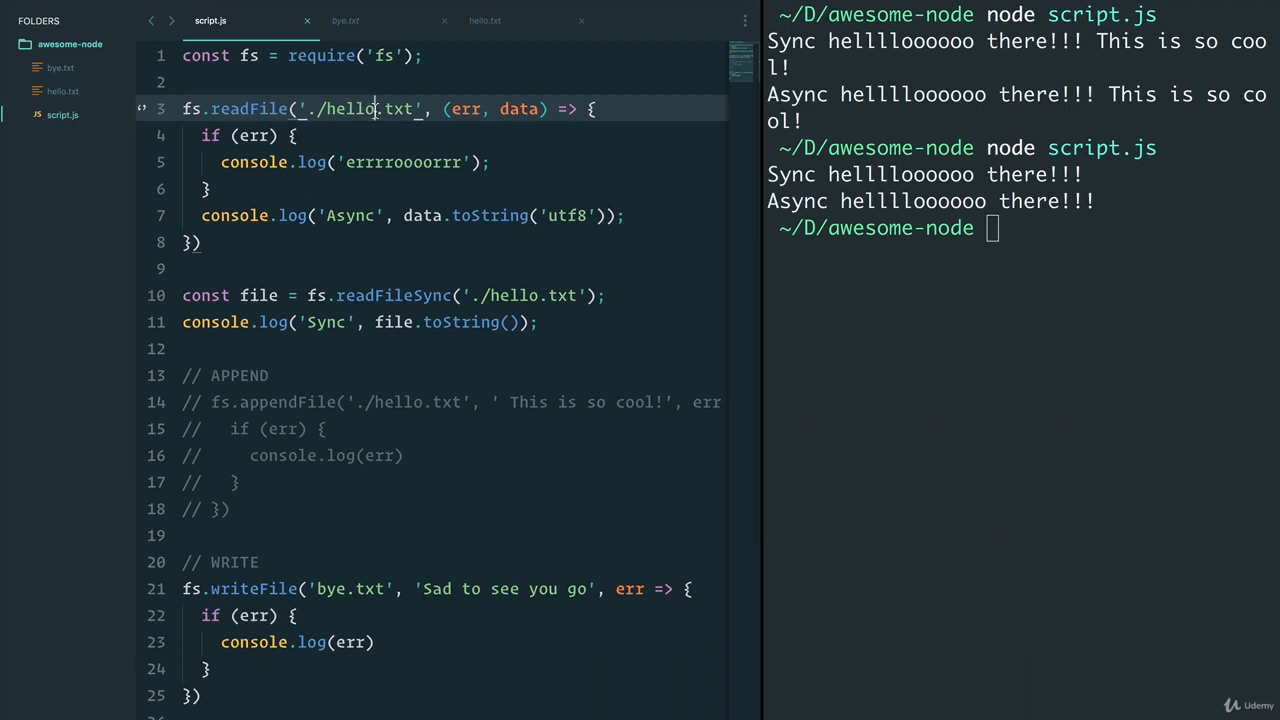 FOLDERS
awesome-node
bye.txt
hello.txt
script.js
script.js × bye.txt × hello.txt ×
1 const fs = require('fs');
2
3 fs.readFile('./hello.txt', (err, data) => {
4 if (err) {
5 console.log('errrroooorrr');
6 }
7 console.log('Async', data.toString('utf8'));
8 })
9
10 const file = fs.readFileSync('./hello.txt');
11 console.log('Sync', file.toString());
12
13 // APPEND
14 // fs.appendFile('./hello.txt', ' This is so cool!', err
15 // if (err) {
16 // console.log(err)
17 // }
18 // })
19
20 // WRITE
21 fs.writeFile('bye.txt', 'Sad to see you go', err => {
22 if (err) {
23 console.log(err)
24 }
25 })
~/D/awesome-node node script.js
Sync helllloooooo there!!! This is so coo
l!
Async helllloooooo there!!! This is so co
ol!
~/D/awesome-node node script.js
Sync helllloooooo there!!!
Async helllloooooo there!!!
~/D/awesome-node
Udemy